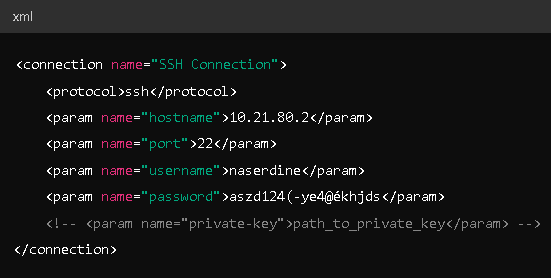 xml
<connection name="SSH Connection">
    <protocol>ssh</protocol>
    <param name="hostname">10.21.80.2</param>
    <param name="port">22</param>
    <param name="username">naserdine</param>
    <param name="password">aszd124(-ye4@ékhjds</param>
    <!-- <param name="private-key">path_to_private_key</param> -->
</connection>